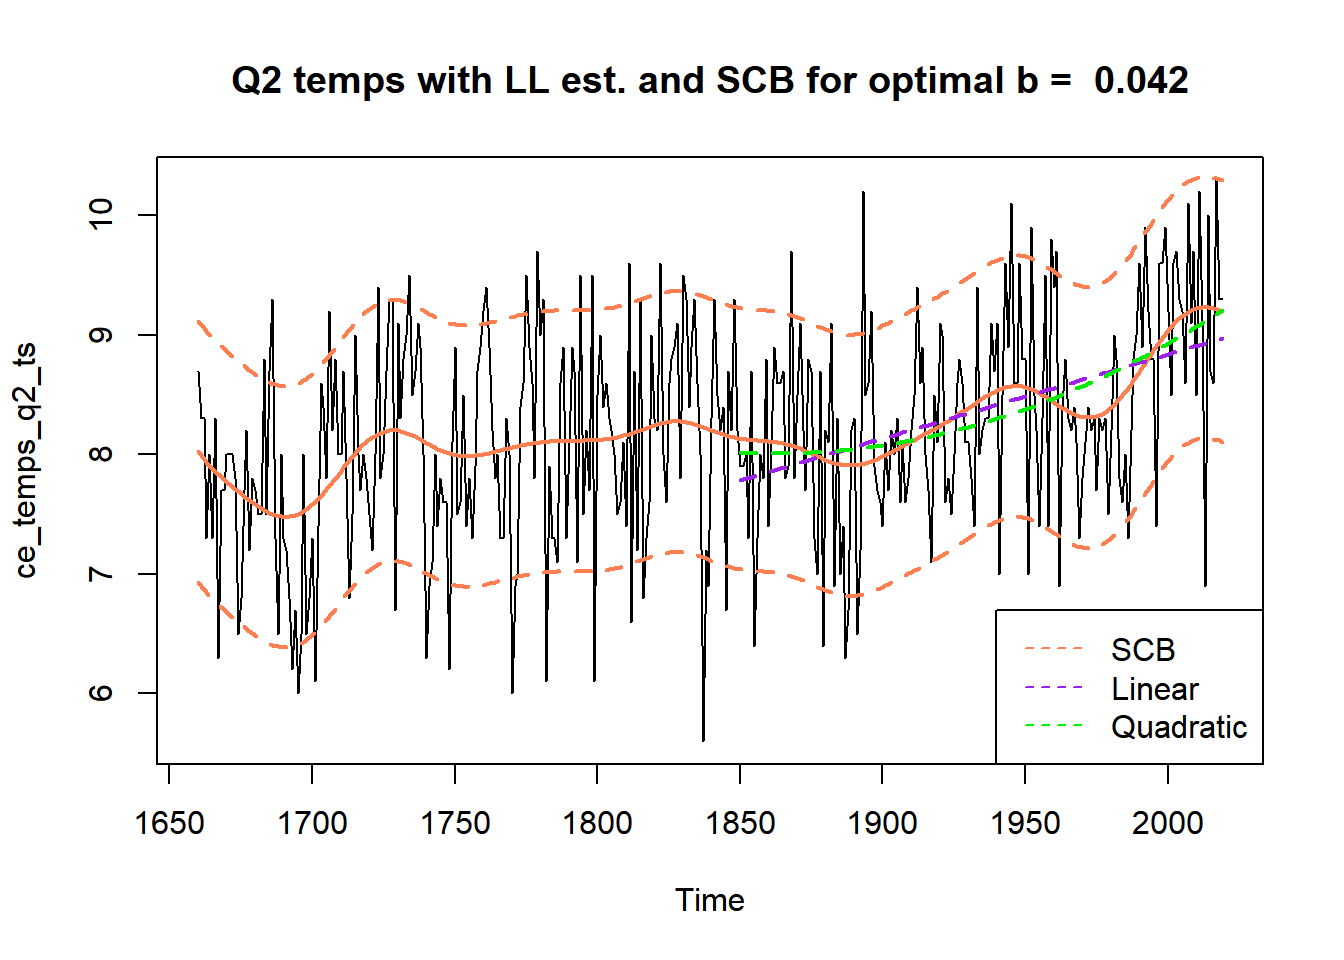 Q2 temps with LL est. and SCB for optimal b =  0.042
ce_temps_q2_ts
10
9
8
7
6
SCB
Linear
Quadratic
1650 1700 1750 1800 1850 1900 1950 2000
Time